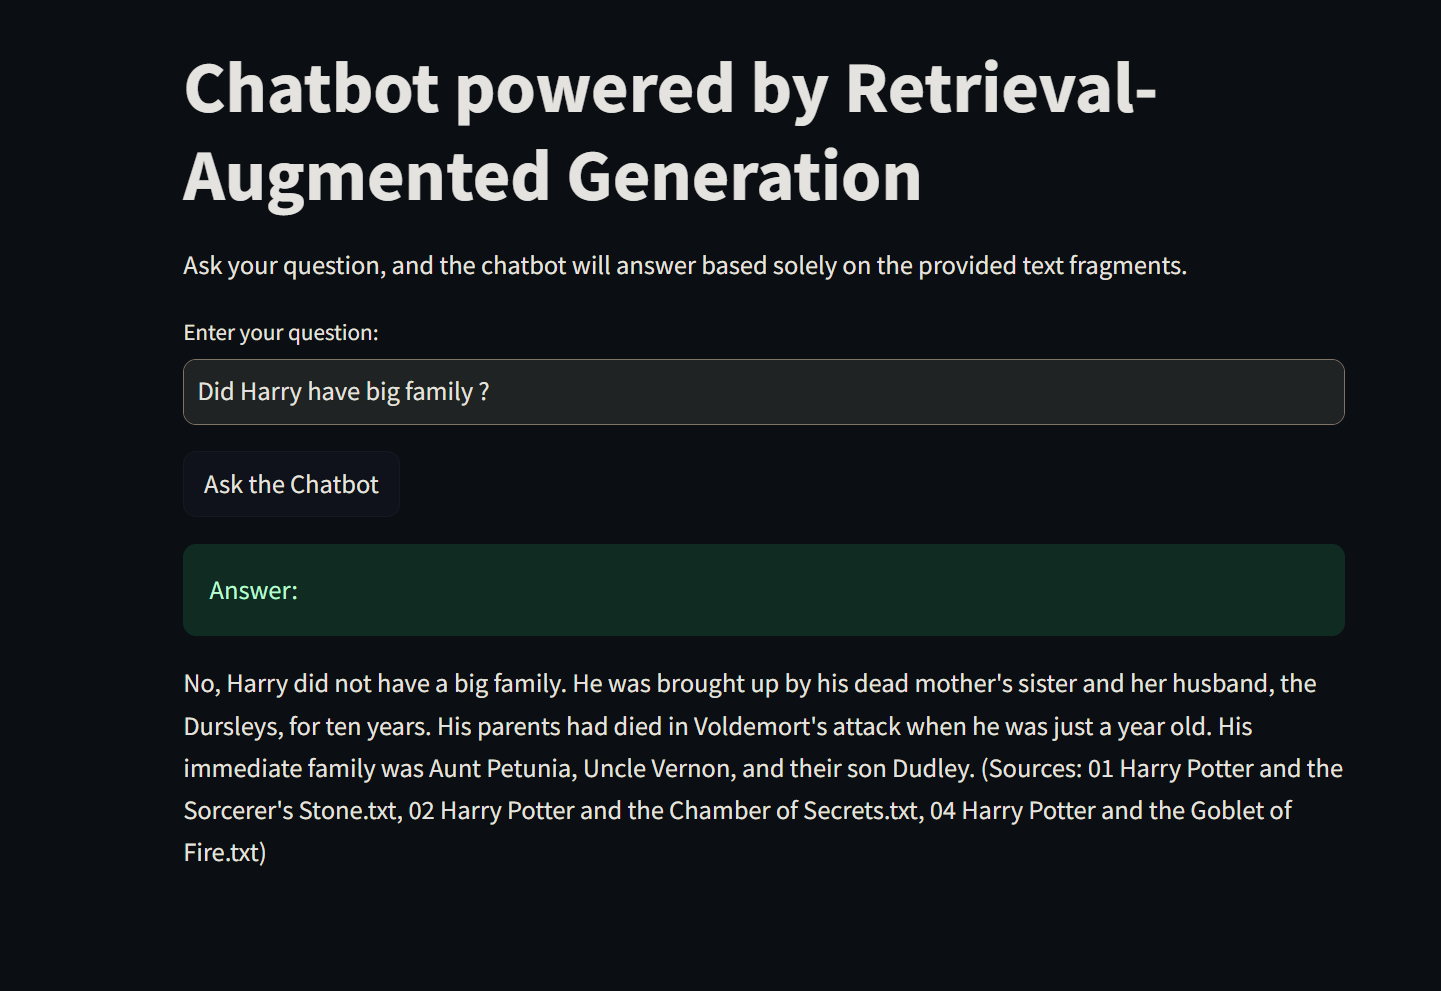 Chatbot powered by Retrieval-
Augmented Generation
Ask your question, and the chatbot will answer based solely on the provided text fragments.
Enter your question:
Did Harry have big family ?
Ask the Chatbot
Answer:
No, Harry did not have a big family. He was brought up by his dead mother's sister and her husband, the
Dursleys, for ten years. His parents had died in Voldemort's attack when he was just a year old. His
immediate family was Aunt Petunia, Uncle Vernon, and their son Dudley. (Sources: 01 Harry Potter and the
Sorcerer's Stone.txt, 02 Harry Potter and the Chamber of Secrets.txt, 04 Harry Potter and the Goblet of
Fire.txt)